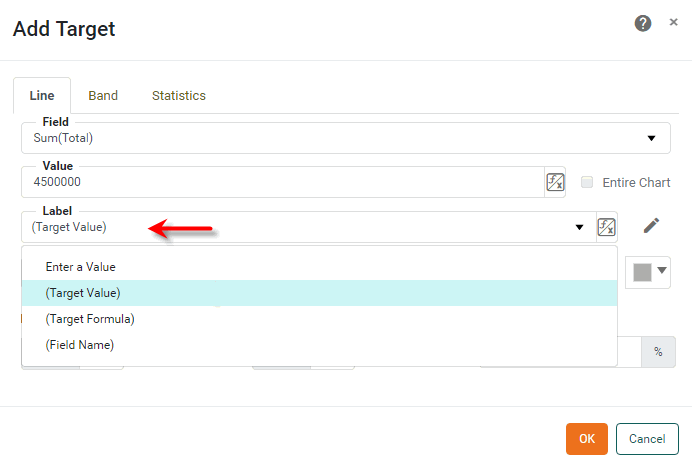 Add Target
? ×
Line Band Statistics
Field
Sum(Total)
Value
4500000
Entire Chart
Label
(Target Value)
Enter a Value
(Target Value)
(Target Formula)
(Field Name)
%
OK Cancel